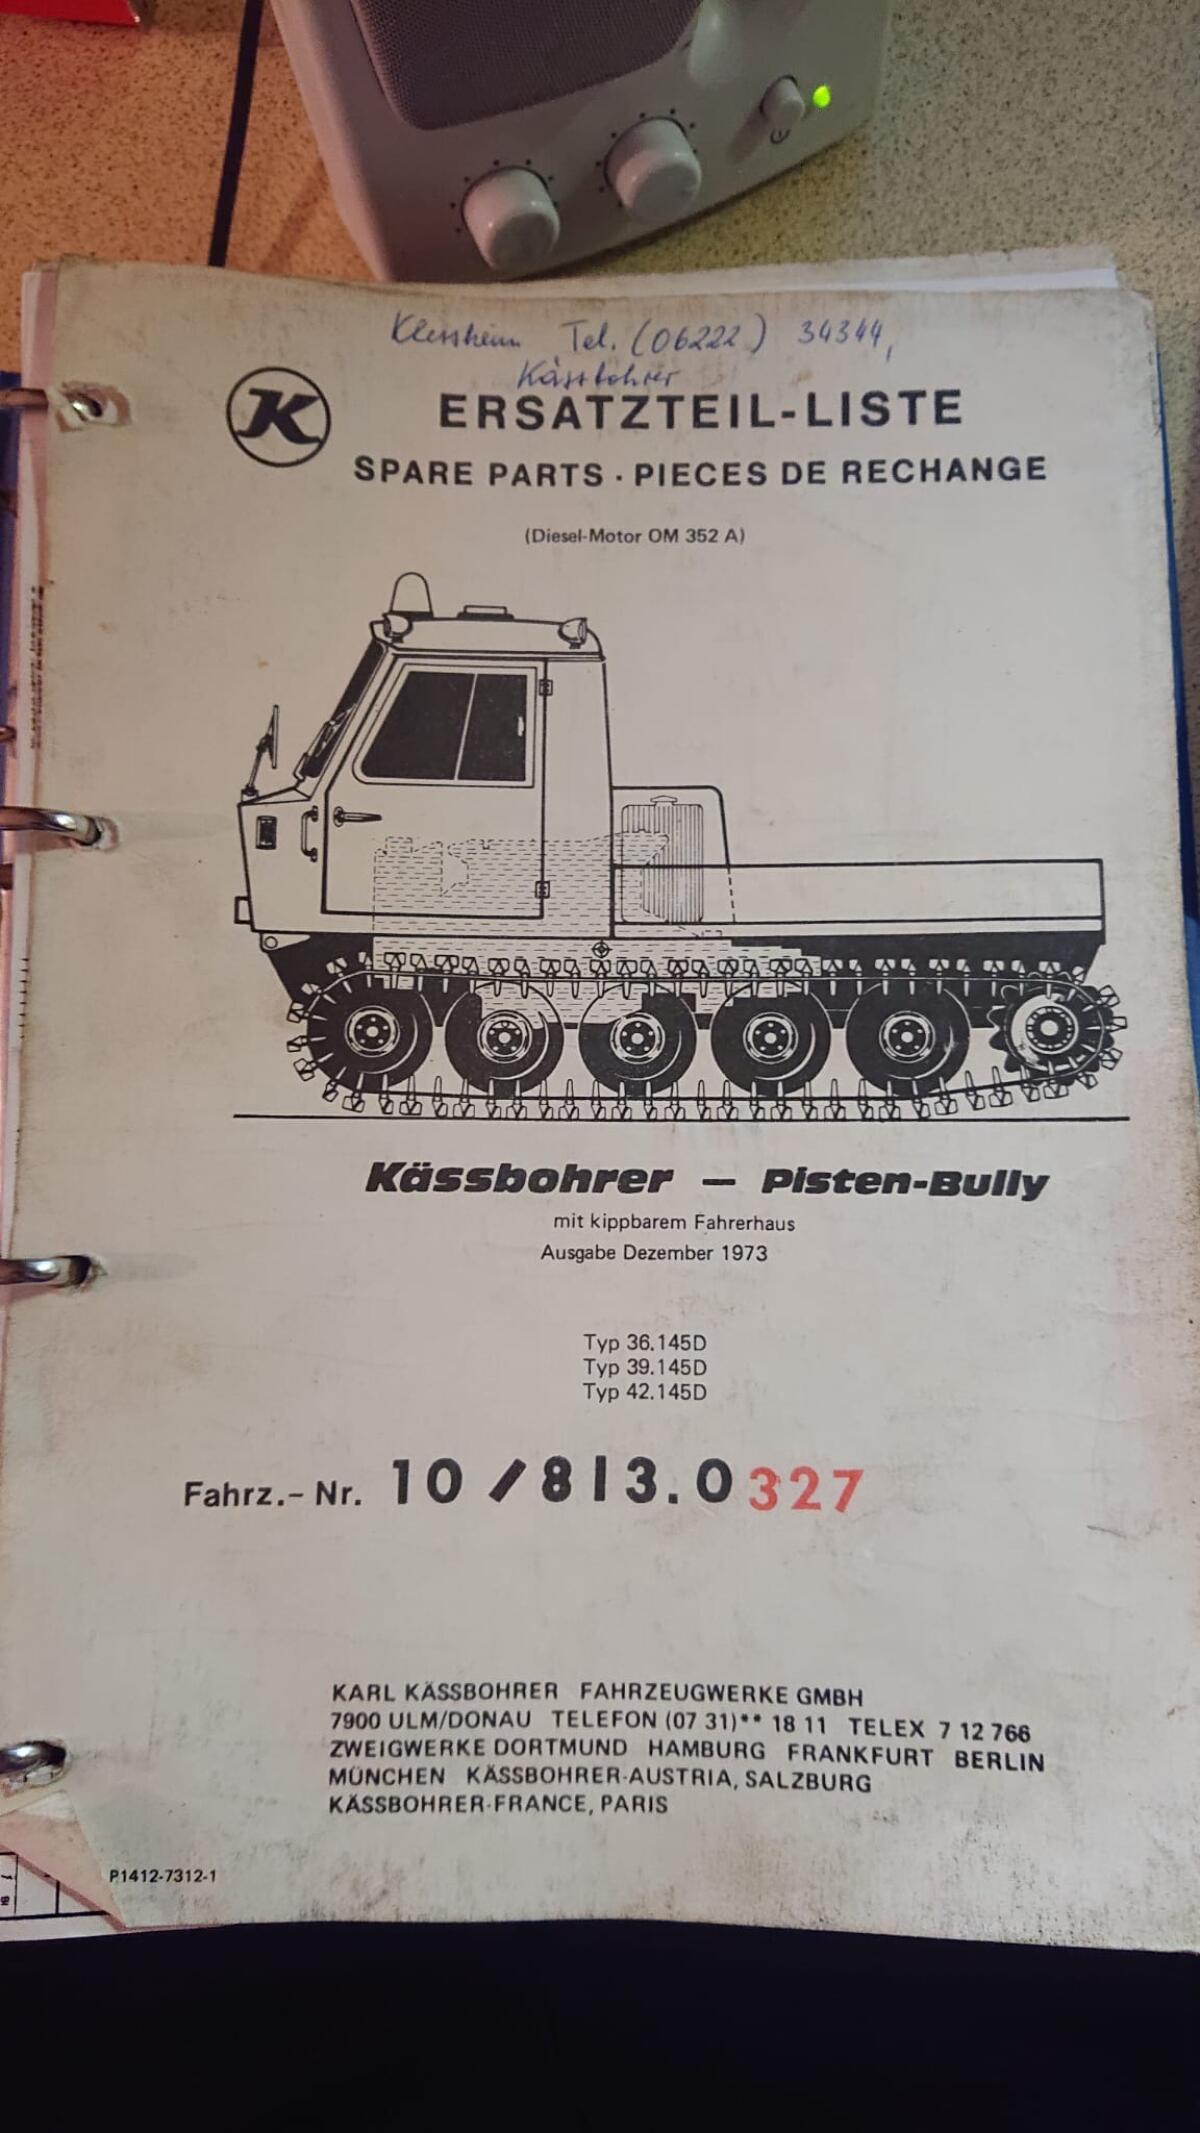 Klessheim Tel. (06222) 34344,
Kässbohrer
K
ERSATZTEIL-LISTE
SPARE PARTS · PIECES DE RECHANGE
(Diesel-Motor OM 352 A)
Kässbohrer — Pisten-Bully
mit kippbarem Fahrerhaus
Ausgabe Dezember 1973
Typ 36.145D
Typ 39.145D
Typ 42.145D
Fahrz.- Nr. 10/813.0327
KARL KÄSSBOHRER FAHRZEUGWERKE GMBH
7900 ULM/DONAU TELEFON (07 31)** 18 11 TELEX 7 12 766
ZWEIGWERKE DORTMUND HAMBURG FRANKFURT BERLIN
MÜNCHEN KÄSSBOHRER-AUSTRIA, SALZBURG
KÄSSBOHRER-FRANCE, PARIS
P.1412-7312-1